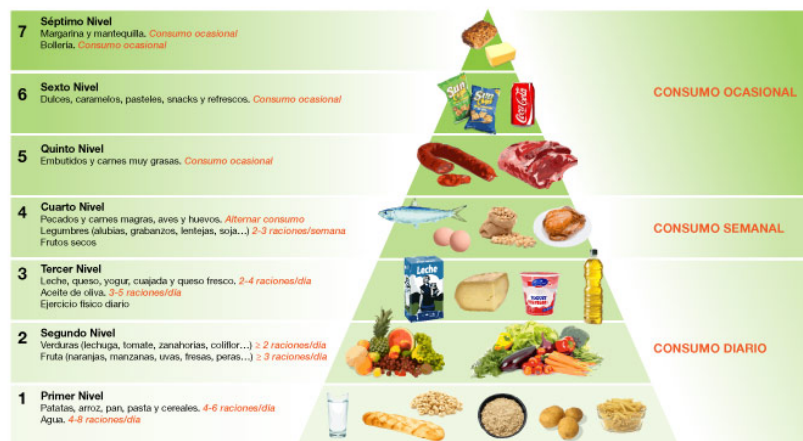 7 Séptimo Nivel
Margarina y mantequilla. Consumo ocasional
Bollería. Consumo ocasional
6 Sexto Nivel
Dulces, caramelos, pasteles, snacks y refrescos. Consumo ocasional
CONSUMO OCASIONAL
Sun
Sun
Coca-Cola
5 Quinto Nivel
Embutidos y carnes muy grasas. Consumo ocasional
4 Cuarto Nivel
Pecados y carnes magras, aves y huevos. Alternar consumo
Legumbres (alubias, grabanzos, lentejas, soja...) 2-3 raciones/semana
Frutos secos
CONSUMO SEMANAL
3 Tercer Nivel
Leche, queso, yogur, cuajada y queso fresco. 2-4 raciones/día
Aceite de oliva. 3-5 raciones/día
Ejercicio físico diario
Leche
YOGURT
2 Segundo Nivel
Verduras (lechuga, tomate, zanahorias, coliflor...) ≥ 2 raciones/día
Fruta (naranjas, manzanas, uvas, fresas, peras...) ≥ 3 raciones/día
CONSUMO DIARIO
1 Primer Nivel
Patatas, arroz, pan, pasta y cereales. 4-6 raciones/día
Agua. 4-8 raciones/día